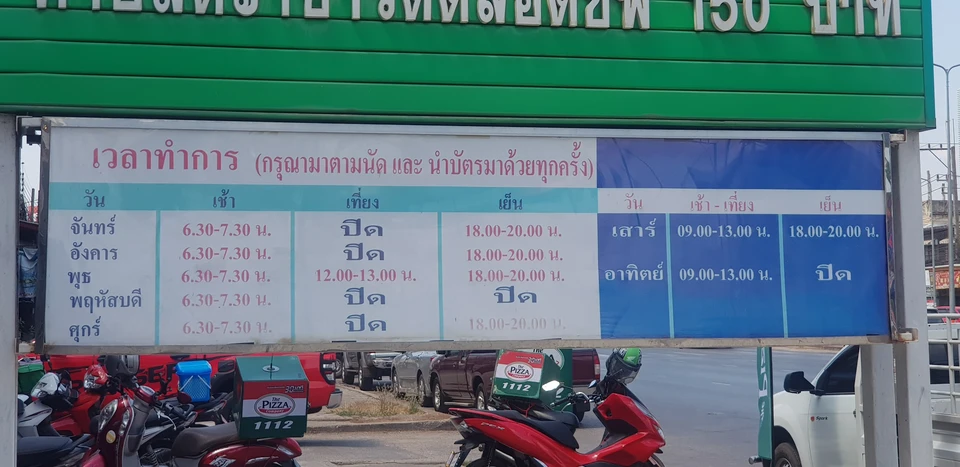 150 บาท
เวลาทำการ (กรุณามาตามนัด และ นำบัตรมาด้วยทุกครั้ง)
วัน เช้า เที่ยง เย็น
จันทร์ 6.30-7.30 น. ปิด 18.00-20.00 น.
อังคาร 6.30-7.30 น. ปิด 18.00-20.00 น.
พุธ 6.30-7.30 น. 12.00-13.00 น. 18.00-20.00 น.
พฤหัสบดี 6.30-7.30 น. ปิด ปิด
ศุกร์ 6.30-7.30 น. ปิด 18.00-20.00 น.
วัน เช้า - เที่ยง เย็น
เสาร์ 09.00-13.00 น. 18.00-20.00 น.
อาทิตย์ 09.00-13.00 น. ปิด
The
PIZZA
1112
The
PIZZA
1112